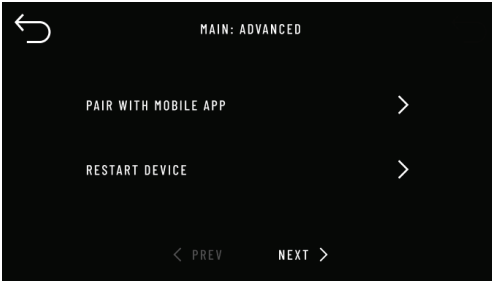 MAIN: ADVANCED
PAIR WITH MOBILE APP
RESTART DEVICE
PREV NEXT